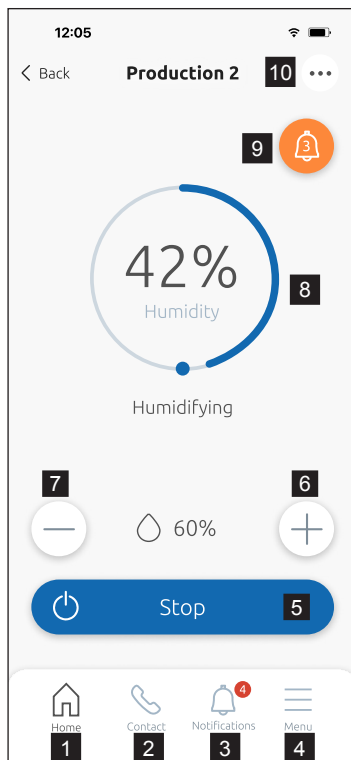 12:05
Back Production 2 10
9 3
42%
Humidity
8
Humidifying
7 6
60%
Stop 5
4
Home Contact Notifications Menu
1 2 3 4